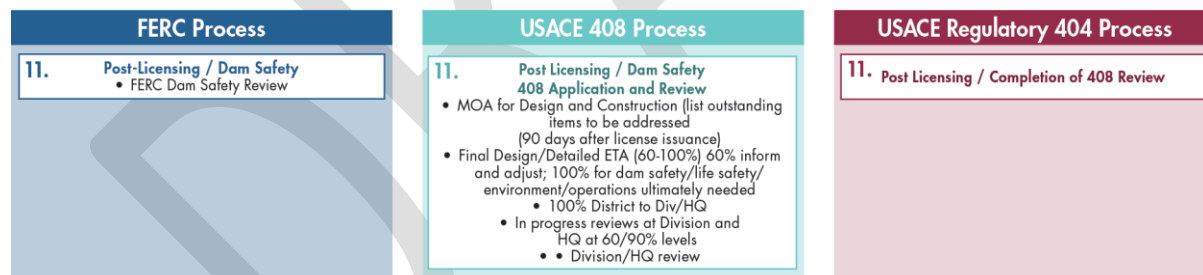 FERC Process
11. Post-Licensing / Dam Safety
• FERC Dam Safety Review
USACE 408 Process
11. Post Licensing / Dam Safety
408 Application and Review
• MOA for Design and Construction (list outstanding
items to be addressed
(90 days after license issuance)
• Final Design/Detailed ETA (60-100%) 60% inform
and adjust; 100% for dam safety/life safety/
environment/operations ultimately needed
• 100% District to Div/HQ
• In progress reviews at Division and
HQ at 60/90% levels
• • Division/HQ review
USACE Regulatory 404 Process
11. Post Licensing / Completion of 408 Review